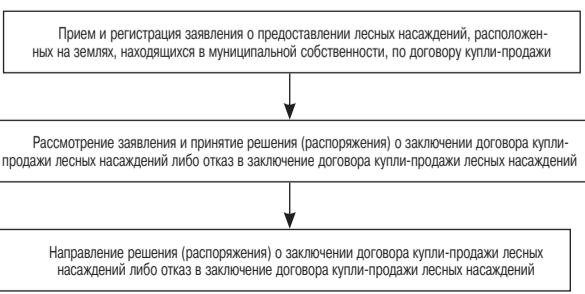 Прием и регистрация заявления о предоставлении лесных насаждений, расположен-
ных на землях, находящихся в муниципальной собственности, по договору купли-продажи
Рассмотрение заявления и принятие решения (распоряжения) о заключении договора купли-
продажи лесных насаждений либо отказ в заключение договора купли-продажи лесных насаждений
Направление решения (распоряжения) о заключении договора купли-продажи лесных
насаждений либо отказ в заключение договора купли-продажи лесных насаждений